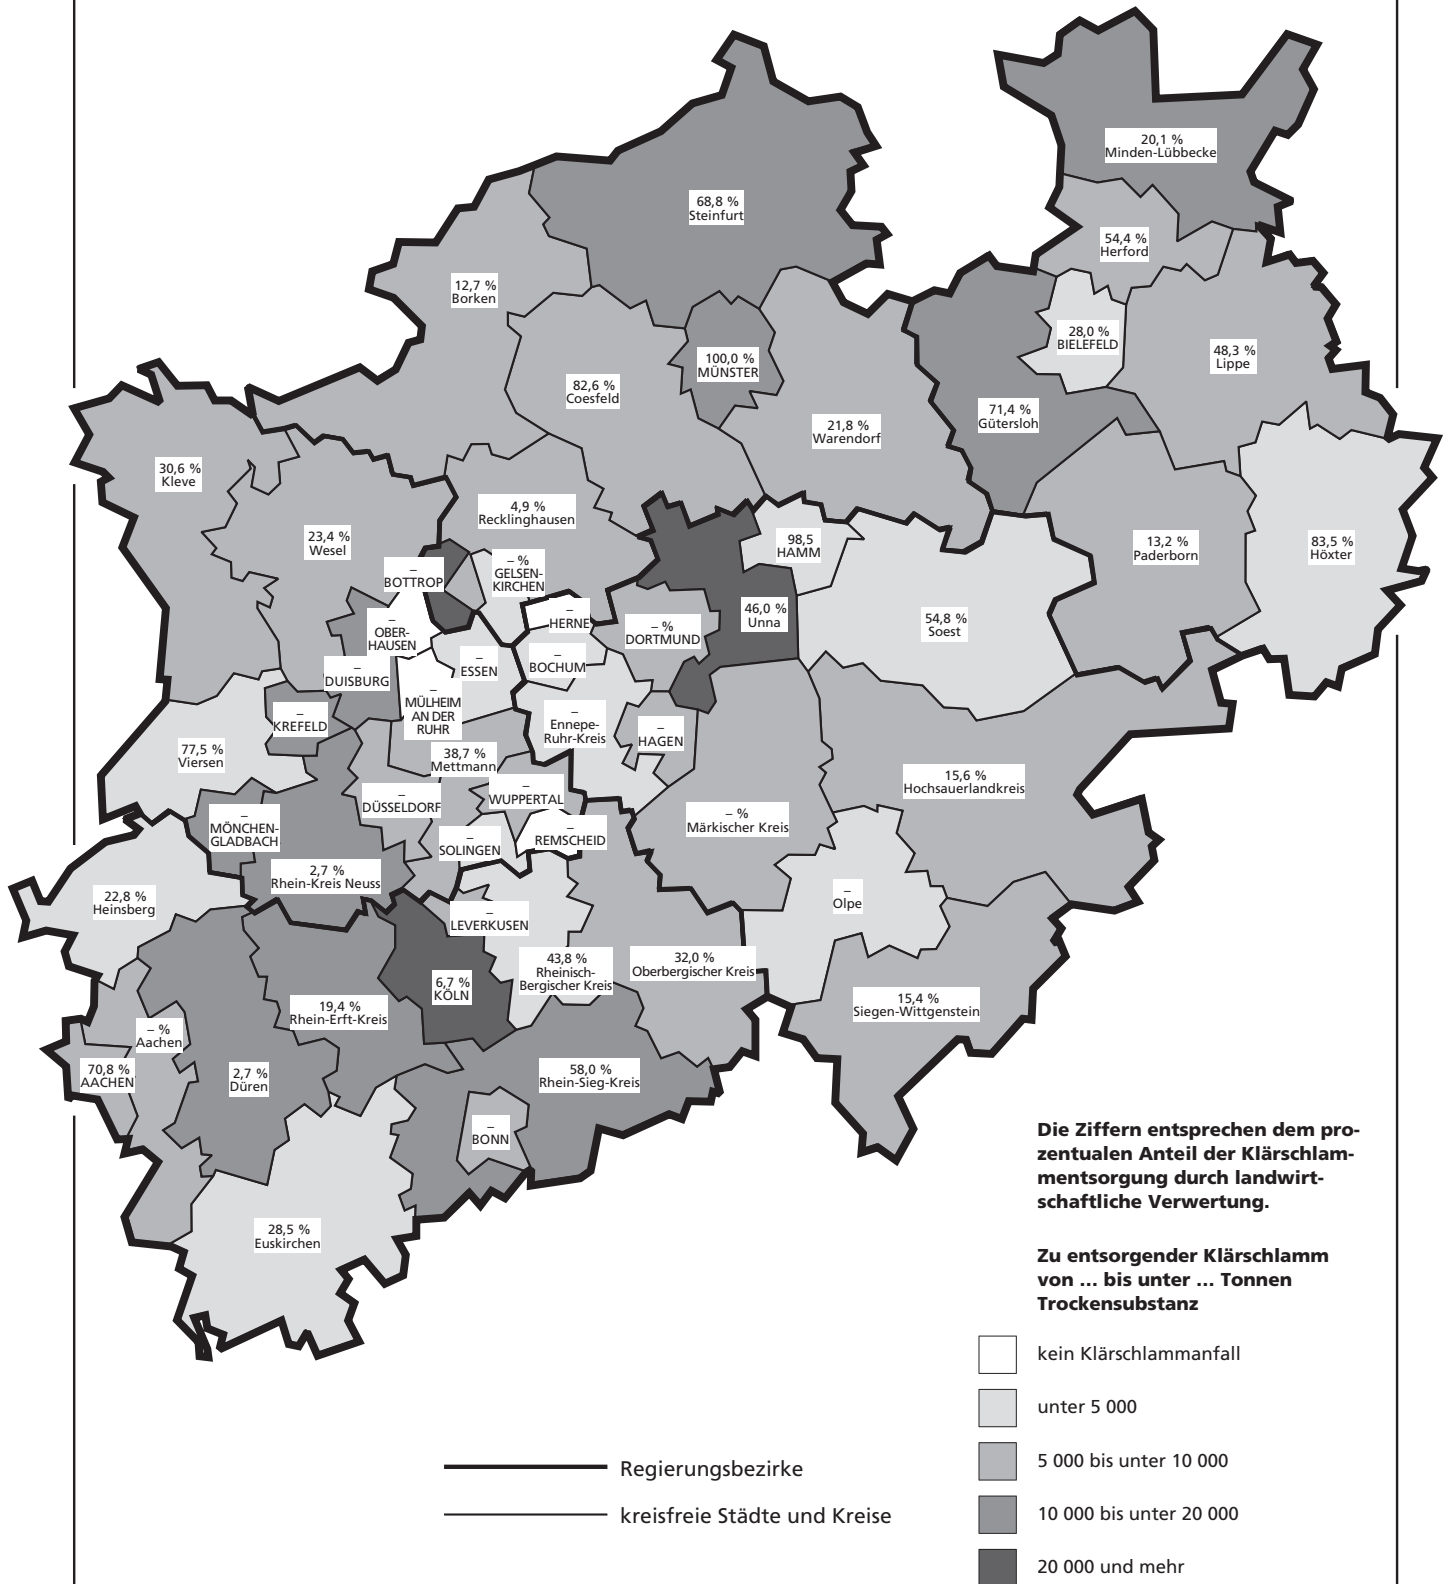 20,1 %
Minden-Lübbecke
68,8 %
Steinfurt
54,4 %
Herford
12,7 %
Borken
28,0 %
BIELEFELD
48,3 %
Lippe
100,0 %
MÜNSTER
82,6 %
Coesfeld
71,4 %
Gütersloh
21,8 %
Warendorf
30,6 %
Kleve
4,9 %
Recklinghausen
23,4 %
Wesel
98,5
HAMM
13,2 %
Paderborn
83,5 %
Höxter
–
BOTTROP
– %
GELSEN-
KIRCHEN
–
HERNE
46,0 %
Unna
54,8 %
Soest
–
OBER-
HAUSEN
– %
DORTMUND
–
DUISBURG
–
ESSEN
–
BOCHUM
–
MÜLHEIM
AN DER
RUHR
–
KREFELD
–
Ennepe-
Ruhr-Kreis
–
HAGEN
77,5 %
Viersen
38,7 %
Mettmann
15,6 %
Hochsauerlandkreis
–
DÜSSELDORF
–
WUPPERTAL
–
MÖNCHEN-
GLADBACH
–
SOLINGEN
–
REMSCHEID
– %
Märkischer Kreis
2,7 %
Rhein-Kreis Neuss
22,8 %
Heinsberg
–
LEVERKUSEN
–
Olpe
43,8 %
Rheinisch-
Bergischer Kreis
32,0 %
Oberbergischer Kreis
6,7 %
KÖLN
19,4 %
Rhein-Erft-Kreis
15,4 %
Siegen-Wittgenstein
– %
Aachen
70,8 %
AACHEN
2,7 %
Düren
58,0 %
Rhein-Sieg-Kreis
–
BONN
28,5 %
Euskirchen
Die Ziffern entsprechen dem pro-
zentualen Anteil der Klärschlam-
mentsorgung durch landwirt-
schaftliche Verwertung.
Zu entsorgender Klärschlamm
von ... bis unter ... Tonnen
Trockensubstanz
kein Klärschlammanfall
unter 5 000
5 000 bis unter 10 000
10 000 bis unter 20 000
20 000 und mehr
Regierungsbezirke
kreisfreie Städte und Kreise